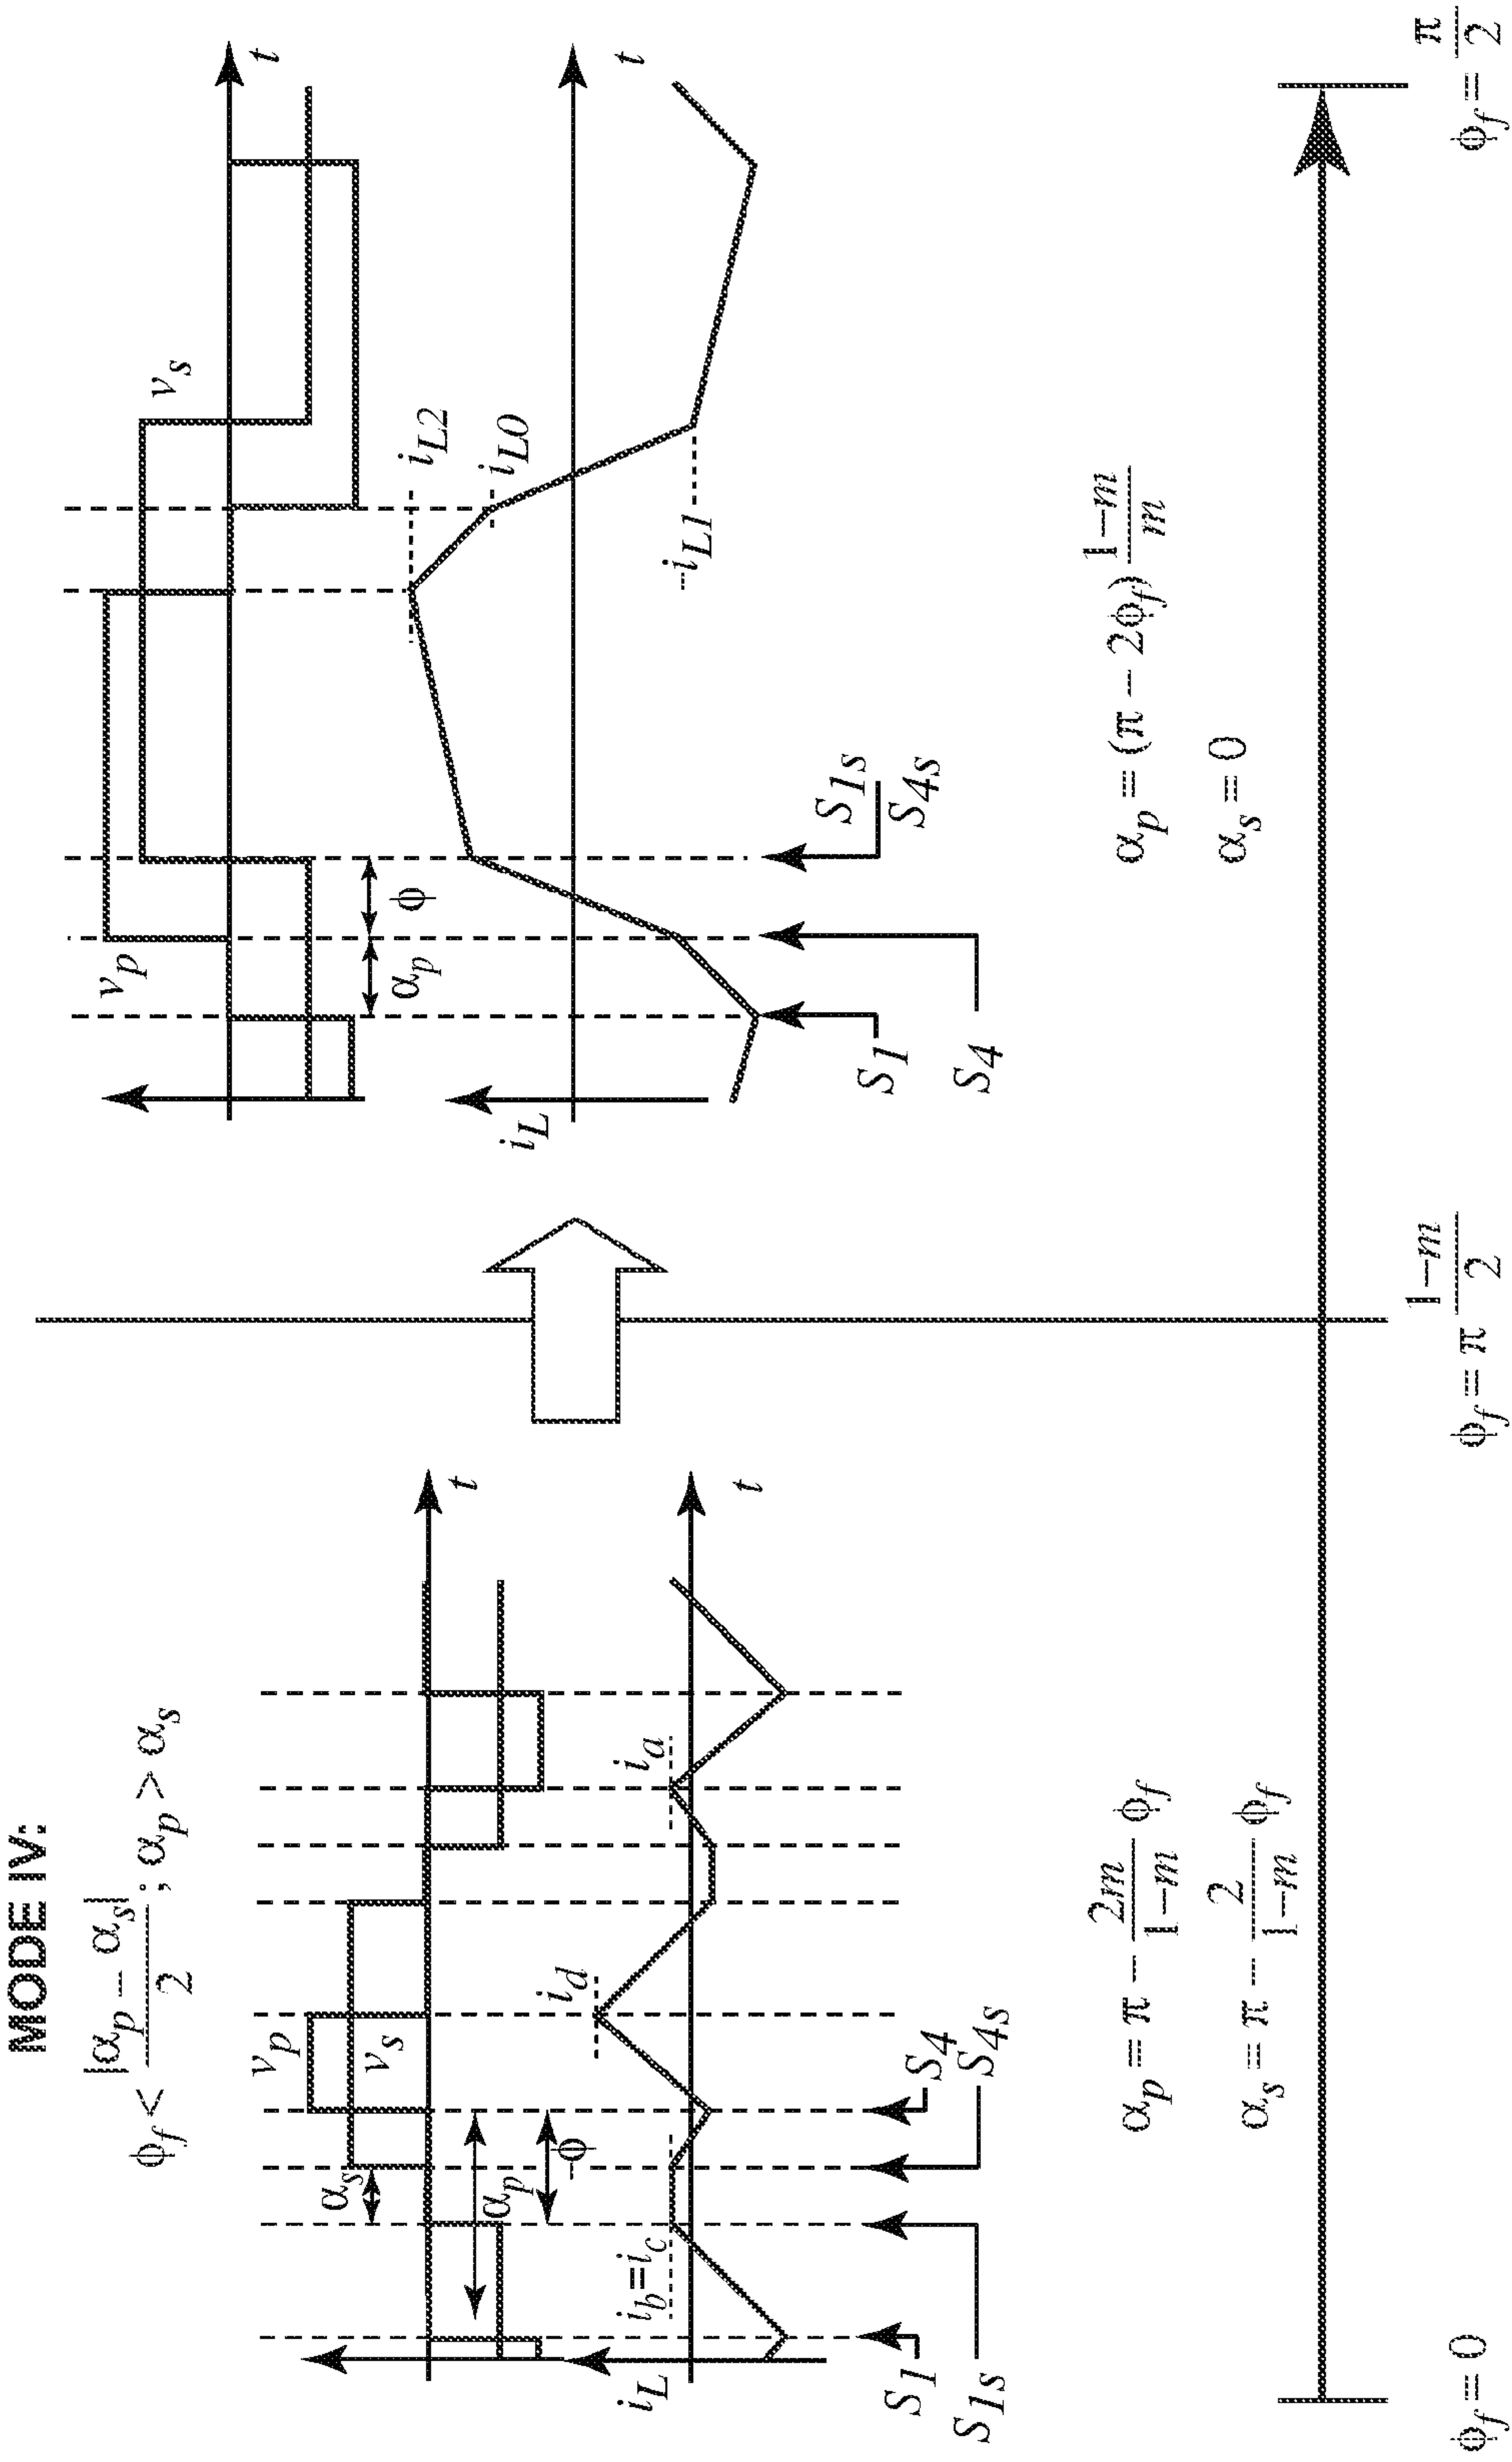 MODE IV:
ϕf < |αp − αs| / 2 ; αp > αs
vp
vs
t
αs
αp
−ϕ
iL
ib=ic
id
ia
t
S1
S1s
S4
S4s
αp = π − 2m/1−m ϕf
αs = π − 2/1−m ϕf
vp
vs
t
αp
ϕ
iL
iL2
iL0
−iL1
t
S1
S4
S1s
S4s
αp = (π − 2ϕf) 1−m/m
αs = 0
ϕf = 0
ϕf = π 1−m/2
ϕf = π/2